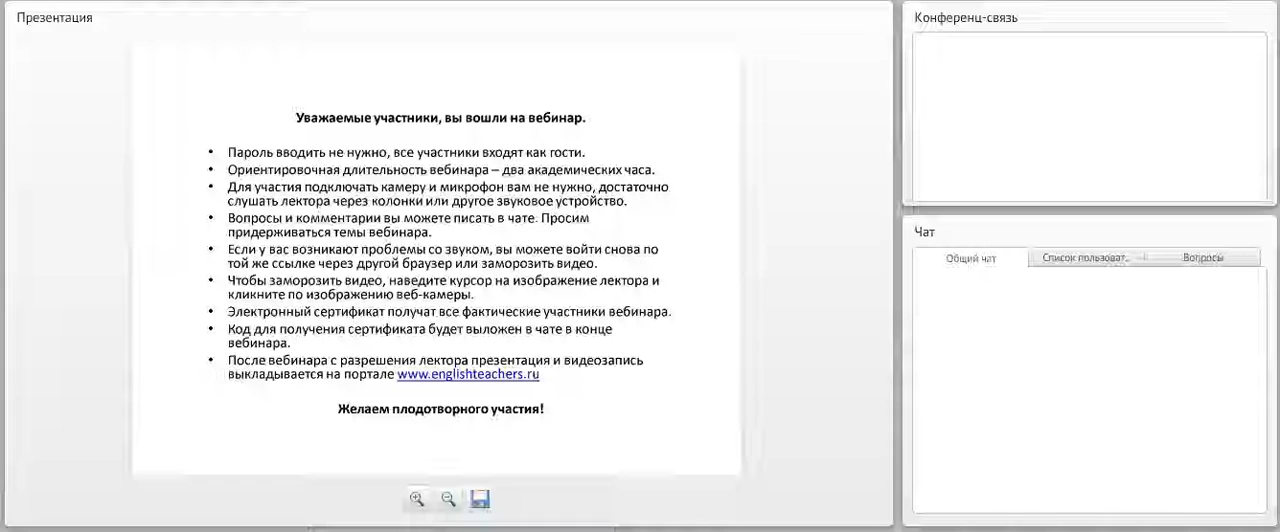 Презентация
Уважаемые участники, вы вошли на вебинар.
• Пароль вводить не нужно, все участники входят как гости.
• Ориентировочная длительность вебинара – два академических часа.
• Для участия подключать камеру и микрофон вам не нужно, достаточно
слушать лектора через колонки или другое звуковое устройство.
• Вопросы и комментарии вы можете писать в чате. Просим
придерживаться темы вебинара.
• Если у вас возникают проблемы со звуком, вы можете войти снова по
той же ссылке через другой браузер или заморозить видео.
• Чтобы заморозить видео, наведите курсор на изображение лектора и
кликните по изображению веб-камеры.
• Электронный сертификат получат все фактические участники вебинара.
• Код для получения сертификата будет выложен в чате в конце
вебинара.
• После вебинара с разрешения лектора презентация и видеозапись
выкладывается на портале www.englishteachers.ru
Желаем плодотворного участия!
Конференц-связь
Чат
Общий чат
Список пользоват...
Вопросы